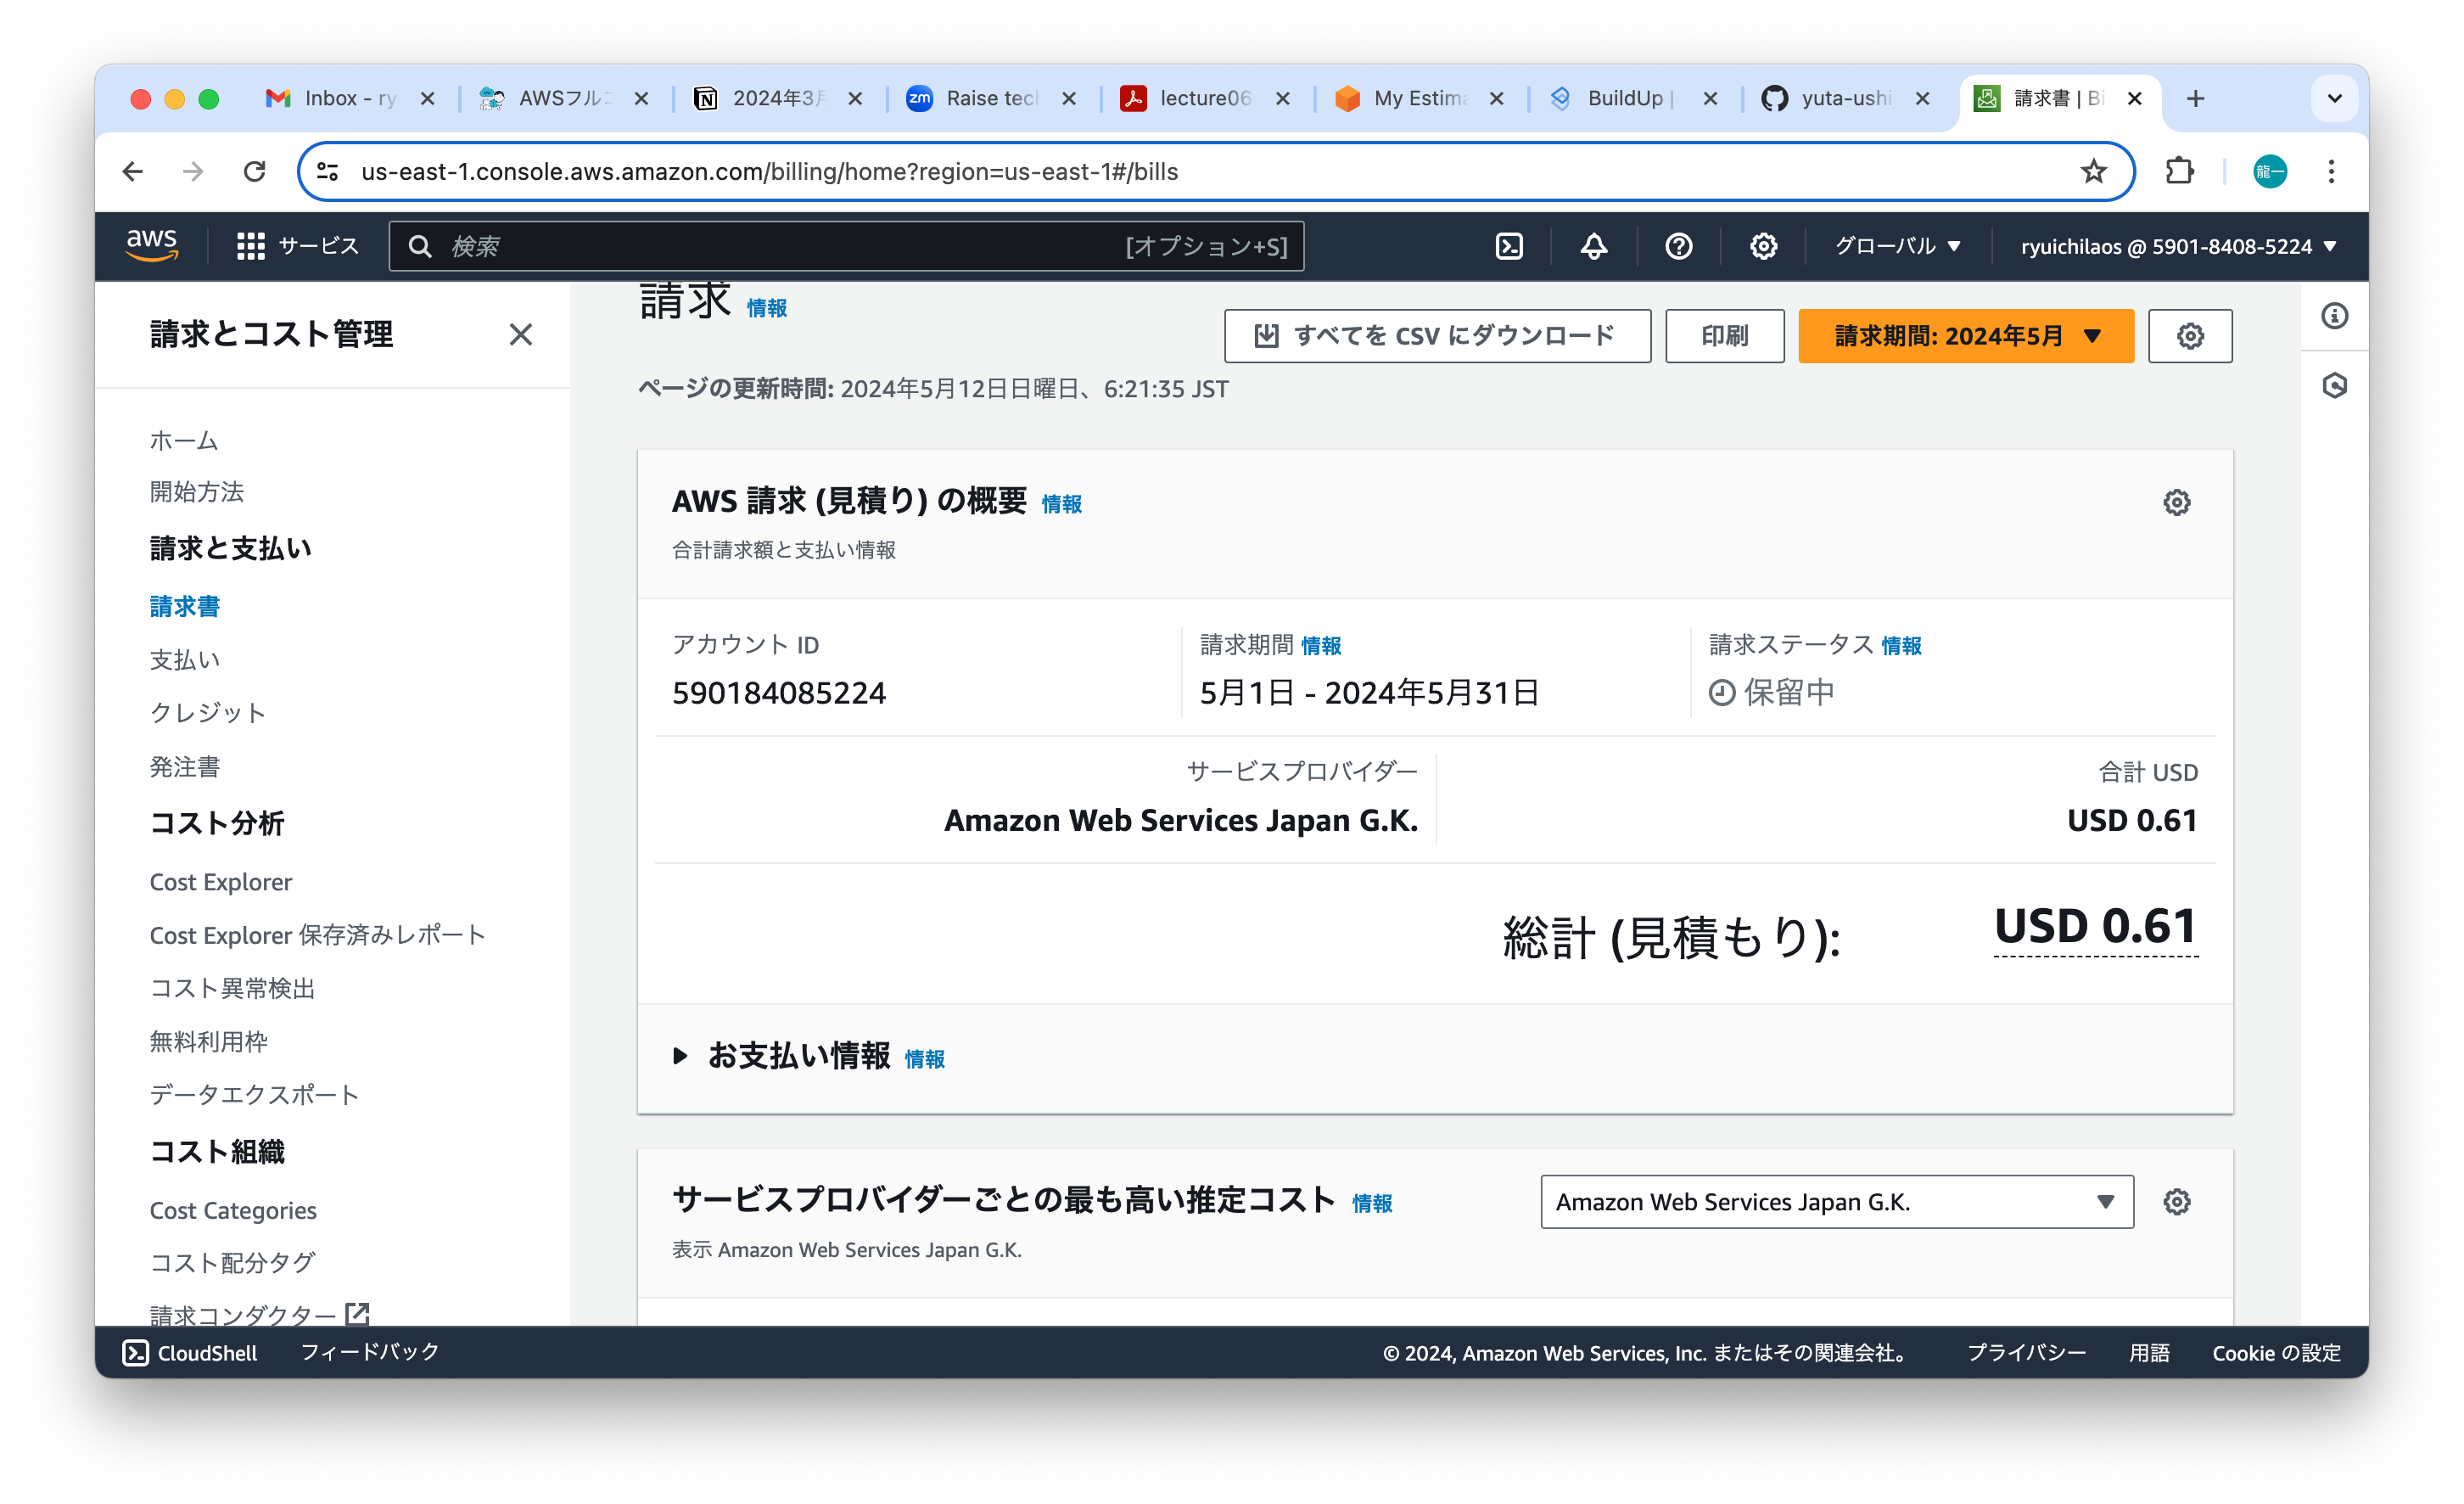 Inbox - ry
AWSフルコ
2024年3月
Raise tech
lecture06
My Estima
BuildUp |
yuta-ushi
請求書 | Bi
us-east-1.console.aws.amazon.com/billing/home?region=us-east-1#/bills
龍一
aws
サービス
検索
[オプション+S]
グローバル
ryuichilaos @ 5901-8408-5224
請求とコスト管理
ホーム
開始方法
請求と支払い
請求書
支払い
クレジット
発注書
コスト分析
Cost Explorer
Cost Explorer 保存済みレポート
コスト異常検出
無料利用枠
データエクスポート
コスト組織
Cost Categories
コスト配分タグ
請求コンダクター
請求 情報
すべてを CSV にダウンロード
印刷
請求期間: 2024年5月
ページの更新時間: 2024年5月12日日曜日、6:21:35 JST
AWS 請求 (見積り) の概要 情報
合計請求額と支払い情報
アカウント ID
590184085224
請求期間 情報
5月1日 - 2024年5月31日
請求ステータス 情報
保留中
サービスプロバイダー
Amazon Web Services Japan G.K.
合計 USD
USD 0.61
総計 (見積もり): USD 0.61
お支払い情報 情報
サービスプロバイダーごとの最も高い推定コスト 情報
表示 Amazon Web Services Japan G.K.
Amazon Web Services Japan G.K.
CloudShell
フィードバック
© 2024, Amazon Web Services, Inc. またはその関連会社。
プライバシー
用語
Cookie の設定